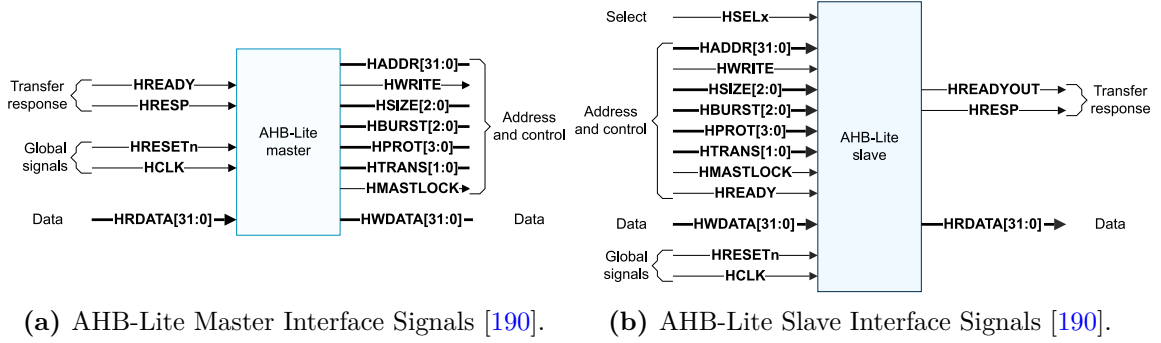 Transfer
response
HREADY
HRESP
Global
signals
HRESETn
HCLK
Data
HRDATA[31:0]
AHB-Lite
master
HADDR[31:0]
HWRITE
HSIZE[2:0]
HBURST[2:0]
HPROT[3:0]
HTRANS[1:0]
HMASTLOCK
Address
and control
HWDATA[31:0]
Data
(a) AHB-Lite Master Interface Signals [190].
Select
HSELx
Address
and control
HADDR[31:0]
HWRITE
HSIZE[2:0]
HBURST[2:0]
HPROT[3:0]
HTRANS[1:0]
HMASTLOCK
HREADY
Data
HWDATA[31:0]
Global
signals
HRESETn
HCLK
AHB-Lite
slave
HREADYOUT
HRESP
Transfer
response
HRDATA[31:0]
Data
(b) AHB-Lite Slave Interface Signals [190].